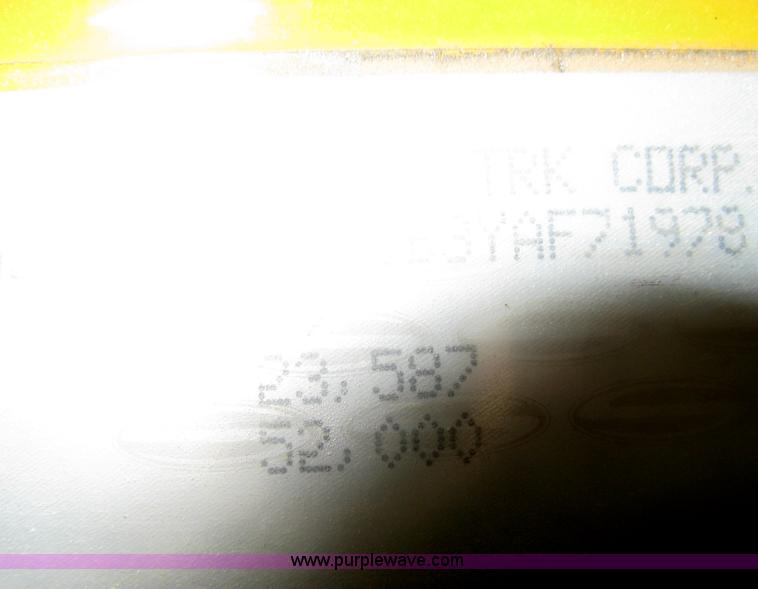 TRK CORP.
YAF71978
23,587
52,000
www.purplewave.com